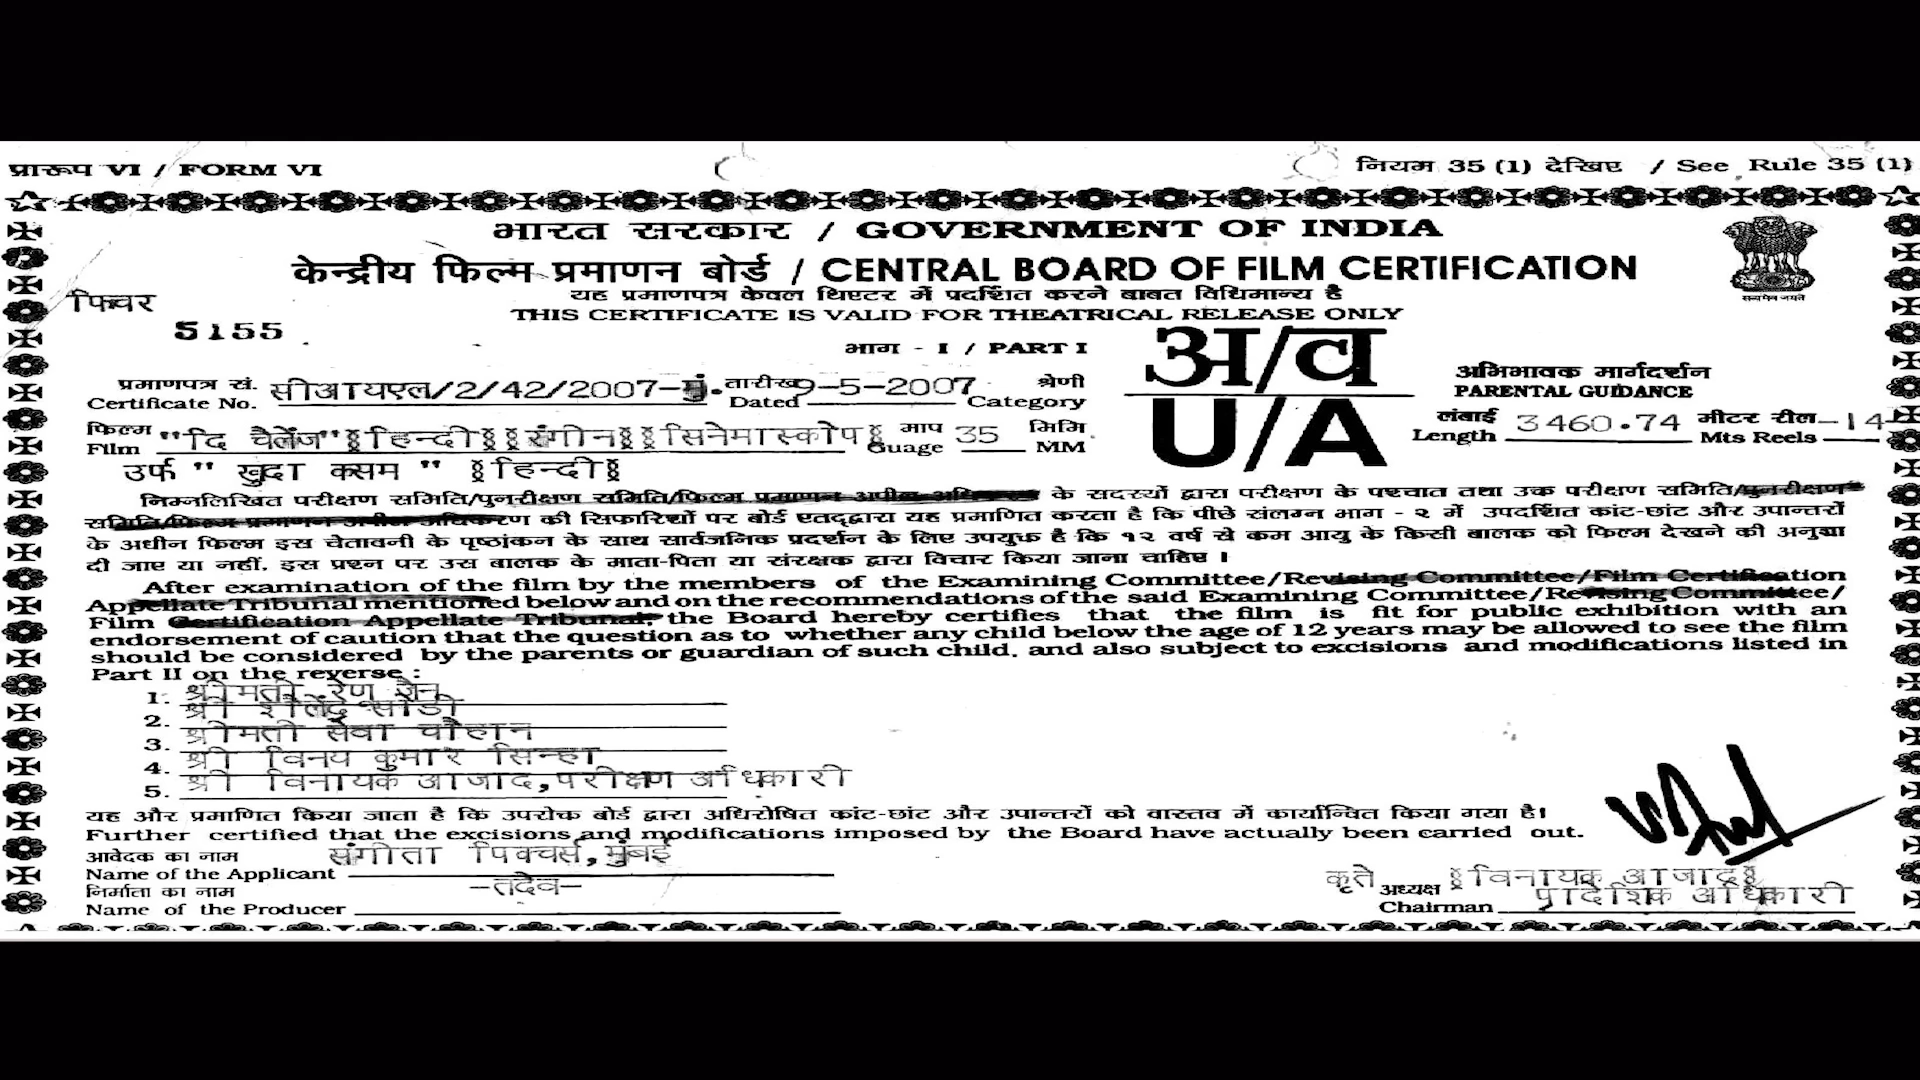 प्रारूप VI / FORM VI
नियम 35 (1) देखिए / See Rule 35 (1)
भारत सरकार / GOVERNMENT OF INDIA
केन्द्रीय फिल्म प्रमाणन बोर्ड / CENTRAL BOARD OF FILM CERTIFICATION
सत्यमेव जयते
यह प्रमाणपत्र केवल थिएटर में प्रदर्शित करने बाबत विधिमान्य है
फिचर
THIS CERTIFICATE IS VALID FOR THEATRICAL RELEASE ONLY
5155
भाग - I / PART I
अ/व
U/A
अभिभावक मार्गदर्शन
PARENTAL GUIDANCE
प्रमाणपत्र सं. सीआयएल/2/42/2007-मुं. तारीख 9-5-2007 श्रेणी
Certificate No. Dated Category
लंबाई 3460.74 मीटर रील-14
Length Mts Reels
फिल्म "दि चैलेंज" (हिन्दी) (रंगीन) (सिनेमास्कोप) माप 35 मिमि
Film Guage MM
उर्फ " खुदा कसम " (हिन्दी)
निम्नलिखित परीक्षण समिति/पुनरीक्षण समिति/फिल्म प्रमाणन अपील अधिकरण के सदस्यों द्वारा परीक्षण के पश्चात तथा उक्त परीक्षण समिति/पुनरीक्षण
समिति/फिल्म प्रमाणन अपील अधिकरण की सिफारिशों पर बोर्ड एतद्द्वारा यह प्रमाणित करता है कि पीछे संलग्न भाग - २ में उपदर्शित कांट-छांट और उपान्तरों
के अधीन फिल्म इस चेतावनी के पृष्ठांकन के साथ सार्वजनिक प्रदर्शन के लिए उपयुक्त है कि १२ वर्ष से कम आयु के किसी बालक को फिल्म देखने की अनुज्ञा
दी जाए या नहीं. इस प्रश्न पर उस बालक के माता-पिता या संरक्षक द्वारा विचार किया जाना चाहिए ।
After examination of the film by the members of the Examining Committee/Revising Committee/Film Certification
Appellate Tribunal mentioned below and on the recommendations of the said Examining Committee/Revising Committee/
Film Certification Appellate Tribunal, the Board hereby certifies that the film is fit for public exhibition with an
endorsement of caution that the question as to whether any child below the age of 12 years may be allowed to see the film
should be considered by the parents or guardian of such child, and also subject to excisions and modifications listed in
Part II on the reverse :
1. श्रीमती रेणु जैन
2. श्री शैलेंद्र सोंडी
3. श्रीमती सेवा चौहान
4. श्री विनय कुमार सिन्हा
5. श्री विनायक आजाद,परीक्षण अधिकारी
यह और प्रमाणित किया जाता है कि उपरोक्त बोर्ड द्वारा अधिरोषित कांट-छांट और उपान्तरों को वास्तव में कार्यान्वित किया गया है।
Further certified that the excisions and modifications imposed by the Board have actually been carried out.
आवेदक का नाम संगीता पिक्चर्स,मुंबई
Name of the Applicant
निर्माता का नाम -तदैव-
Name of the Producer
कृते अध्यक्ष (विनायक आजाद)
Chairman प्रादेशिक अधिकारी